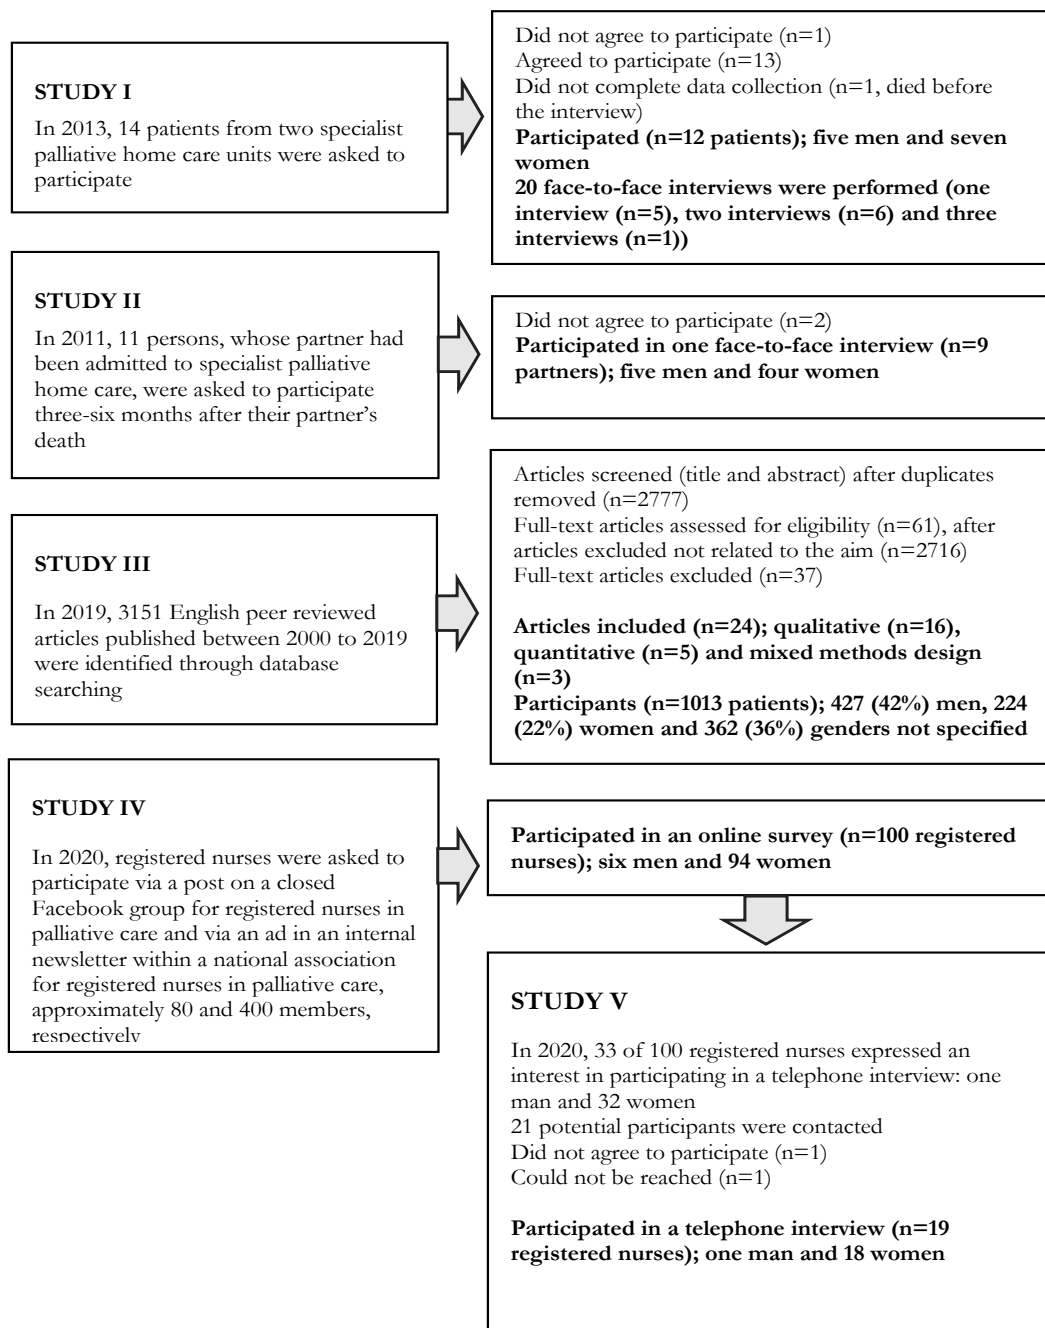 STUDY I
In 2013, 14 patients from two specialist
palliative home care units were asked to
participate
Did not agree to participate (n=1)
Agreed to participate (n=13)
Did not complete data collection (n=1, died before
the interview)
Participated (n=12 patients); five men and seven
women
20 face-to-face interviews were performed (one
interview (n=5), two interviews (n=6) and three
interviews (n=1))
STUDY II
In 2011, 11 persons, whose partner had
been admitted to specialist palliative
home care, were asked to participate
three-six months after their partner's
death
Did not agree to participate (n=2)
Participated in one face-to-face interview (n=9
partners); five men and four women
STUDY III
In 2019, 3151 English peer reviewed
articles published between 2000 to 2019
were identified through database
searching
Articles screened (title and abstract) after duplicates
removed (n=2777)
Full-text articles assessed for eligibility (n=61), after
articles excluded not related to the aim (n=2716)
Full-text articles excluded (n=37)
Articles included (n=24); qualitative (n=16),
quantitative (n=5) and mixed methods design
(n=3)
Participants (n=1013 patients); 427 (42%) men, 224
(22%) women and 362 (36%) genders not specified
STUDY IV
In 2020, registered nurses were asked to
participate via a post on a closed
Facebook group for registered nurses in
palliative care and via an ad in an internal
newsletter within a national association
for registered nurses in palliative care,
approximately 80 and 400 members,
respectively
Participated in an online survey (n=100 registered
nurses); six men and 94 women
STUDY V
In 2020, 33 of 100 registered nurses expressed an
interest in participating in a telephone interview: one
man and 32 women
21 potential participants were contacted
Did not agree to participate (n=1)
Could not be reached (n=1)
Participated in a telephone interview (n=19
registered nurses); one man and 18 women